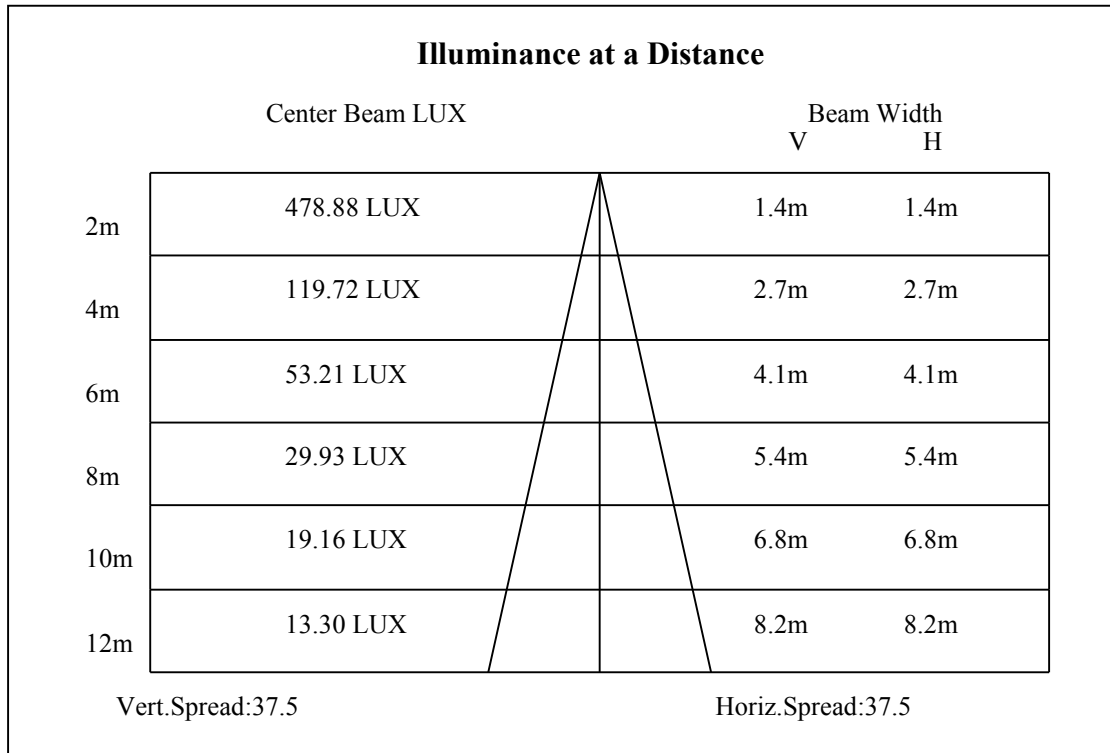 Illuminance at a Distance
Center Beam LUX Beam Width
V H
2m 478.88 LUX 1.4m 1.4m
4m 119.72 LUX 2.7m 2.7m
6m 53.21 LUX 4.1m 4.1m
8m 29.93 LUX 5.4m 5.4m
10m 19.16 LUX 6.8m 6.8m
12m 13.30 LUX 8.2m 8.2m
Vert.Spread:37.5 Horiz.Spread:37.5